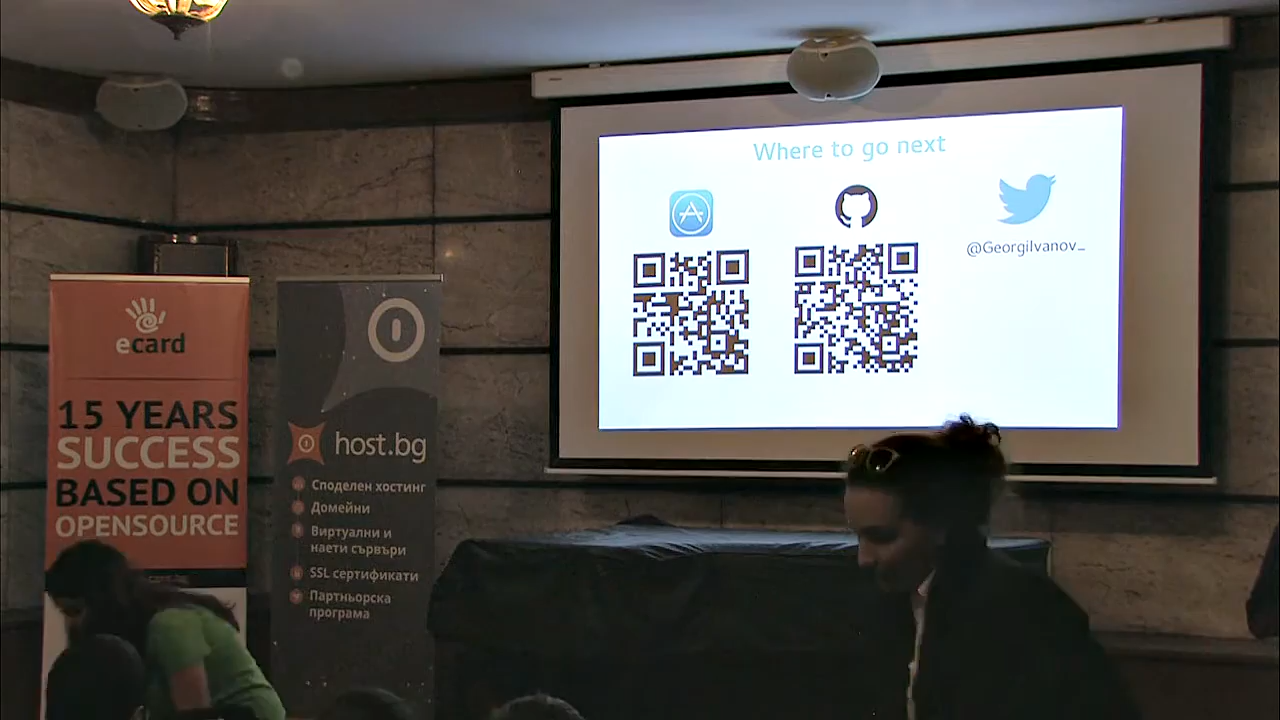 Where to go next
@GeorgiIvanov_
ecard
15 YEARS
SUCCESS
BASED ON
OPENSOURCE
host.bg
Споделен хостинг
Домейни
Виртуални и
наети сървъри
SSL сертификати
Партньорска
програма